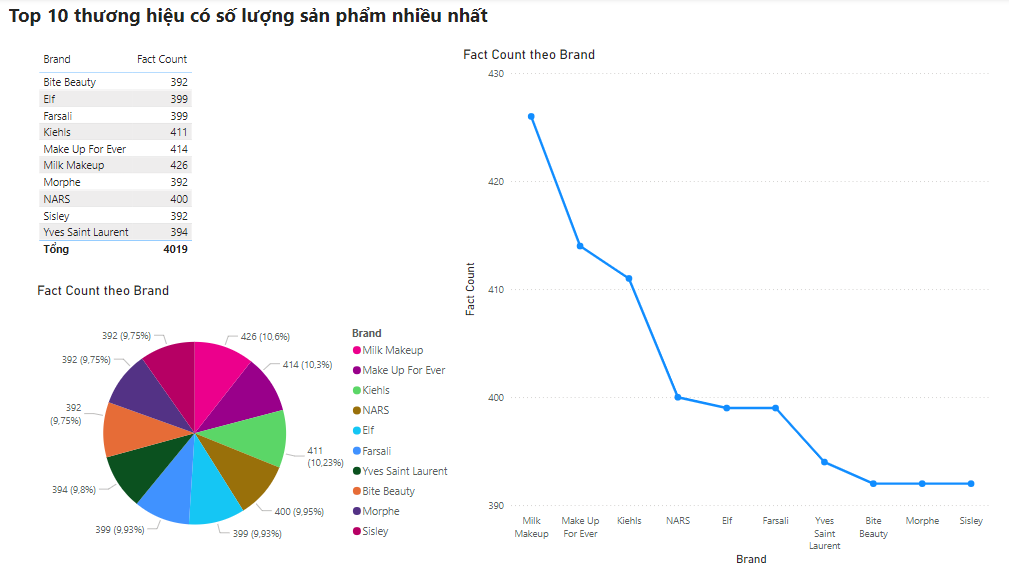 Top 10 thương hiệu có số lượng sản phẩm nhiều nhất
Brand Fact Count
Bite Beauty 392
Elf 399
Farsali 399
Kiehls 411
Make Up For Ever 414
Milk Makeup 426
Morphe 392
NARS 400
Sisley 392
Yves Saint Laurent 394
Tổng 4019
Fact Count theo Brand
392 (9,75%)
426 (10,6%)
392 (9,75%)
414 (10,3%)
392
(9,75%)
411
(10,23%)
394 (9,8%)
400 (9,95%)
399 (9,93%)
399 (9,93%)
Brand
Milk Makeup
Make Up For Ever
Kiehls
NARS
Elf
Farsali
Yves Saint Laurent
Bite Beauty
Morphe
Sisley
Fact Count theo Brand
430
420
410
400
390
Fact Count
Milk
Makeup
Make Up
For Ever
Kiehls
NARS
Elf
Farsali
Yves
Saint
Laurent
Bite
Beauty
Morphe
Sisley
Brand